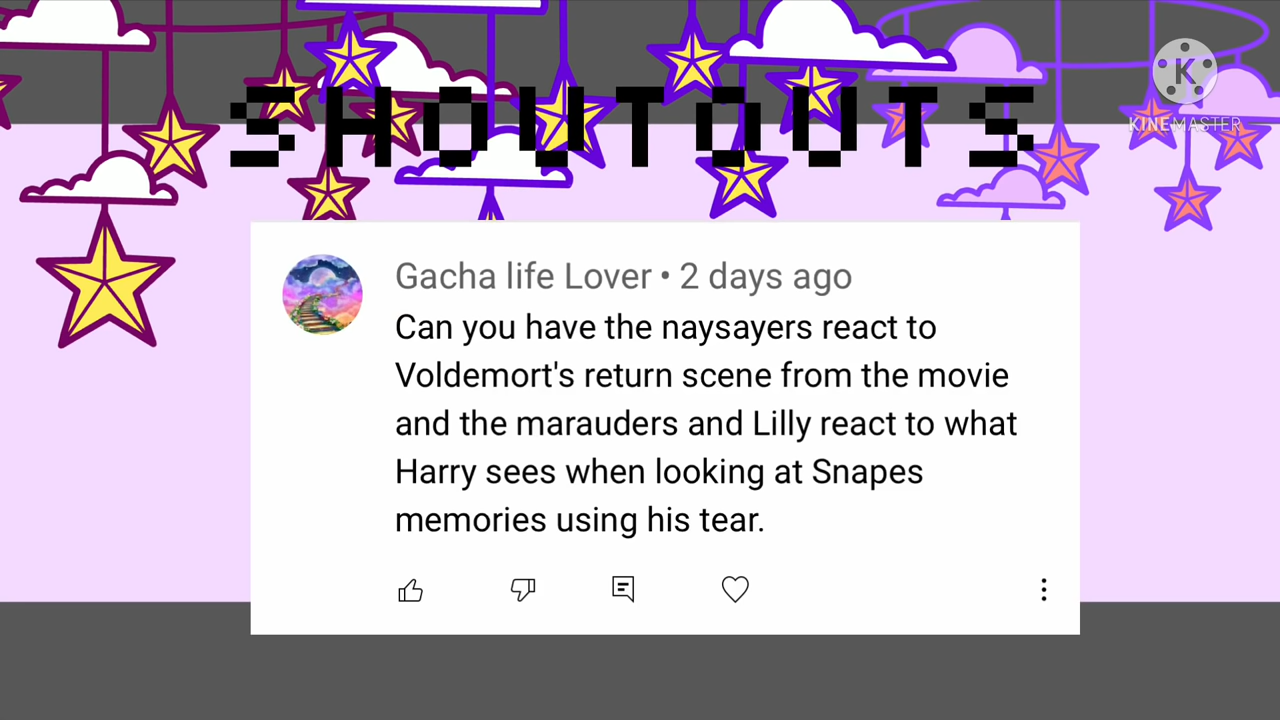 SHOUTOUTS
K
KINEMASTER
Gacha life Lover • 2 days ago
Can you have the naysayers react to
Voldemort's return scene from the movie
and the marauders and Lilly react to what
Harry sees when looking at Snapes
memories using his tear.